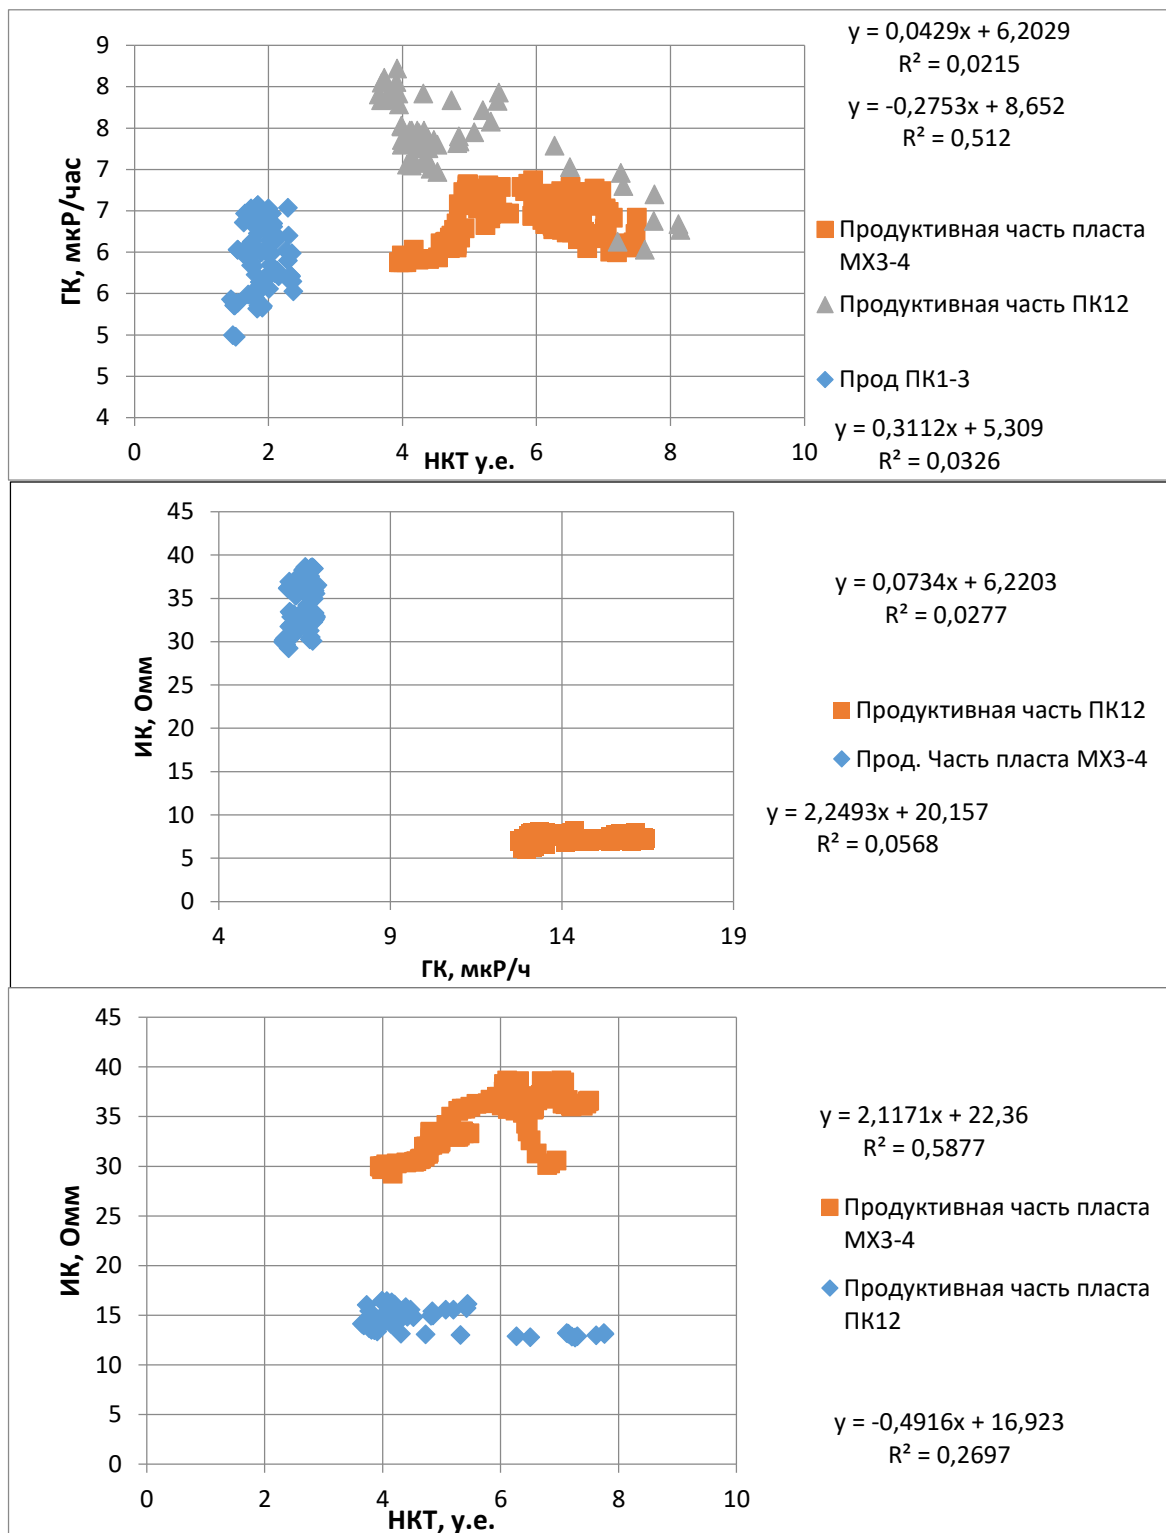 y = 0,0429x + 6,2029
R² = 0,0215
y = -0,2753x + 8,652
R² = 0,512
9
8
8
7
7
6
6
5
5
4
ГК, мкР/час
0
2
4
6
8
10
НКТ у.е.
Продуктивная часть пласта
МХ3-4
Продуктивная часть ПК12
Прод ПК1-3
y = 0,3112x + 5,309
R² = 0,0326
45
40
35
30
25
20
15
10
5
0
ИК, Омм
4
9
14
19
ГК, мкР/ч
y = 0,0734x + 6,2203
R² = 0,0277
Продуктивная часть ПК12
Прод. Часть пласта МХ3-4
y = 2,2493x + 20,157
R² = 0,0568
45
40
35
30
25
20
15
10
5
0
ИК, Омм
0
2
4
6
8
10
НКТ, у.е.
y = 2,1171x + 22,36
R² = 0,5877
Продуктивная часть пласта
МХ3-4
Продуктивная часть пласта
ПК12
y = -0,4916x + 16,923
R² = 0,2697